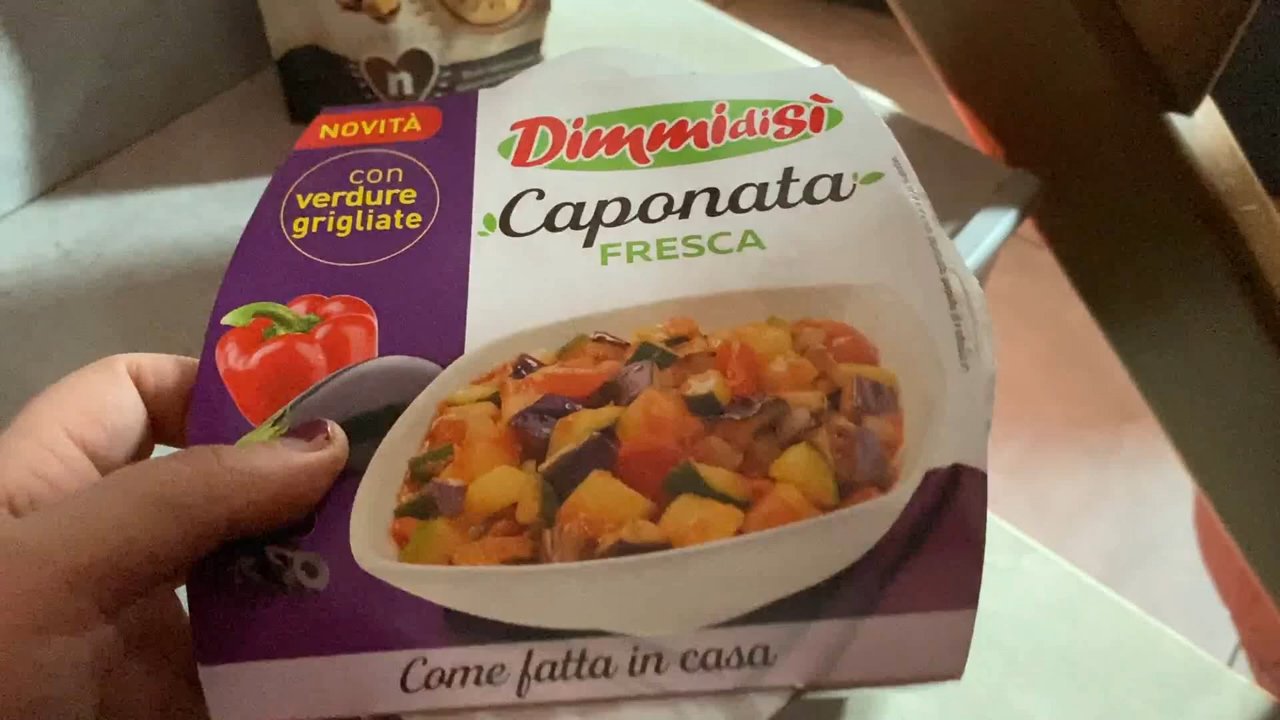 n
NOVITÀ
con
verdure
grigliate
Dimmidisì
Caponata
FRESCA
Come fatta in casa